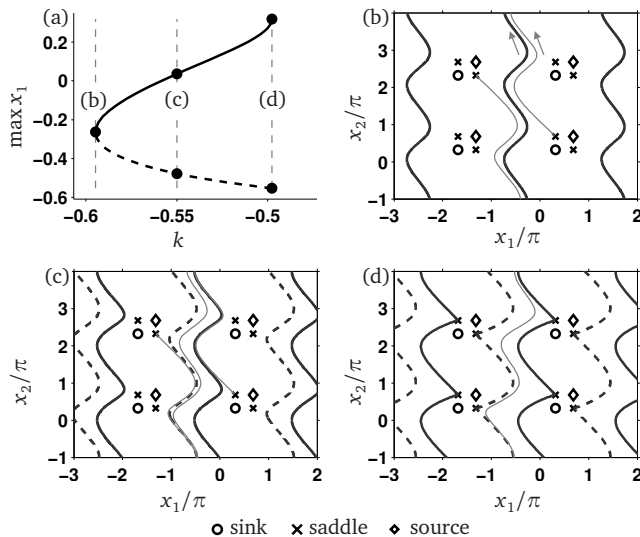 (a)
0.2
0
−0.2
−0.4
−0.6
max x₁
(b)
(c)
(d)
−0.6
−0.55
−0.5
k
(b)
4
3
2
1
0
−1
x₂/π
−3
−2
−1
0
1
2
x₁/π
(c)
4
3
2
1
0
−1
x₂/π
−3
−2
−1
0
1
2
x₁/π
(d)
4
3
2
1
0
−1
x₂/π
−3
−2
−1
0
1
2
x₁/π
sink saddle source